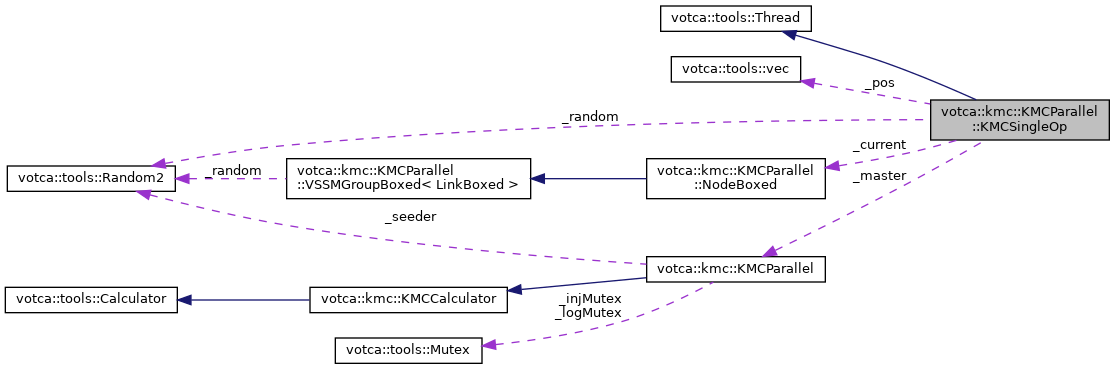 votca::tools::Thread
votca::tools::vec
_pos
votca::kmc::KMCParallel
::KMCSingleOp
_random
_current
votca::tools::Random2
_random
votca::kmc::KMCParallel
::VSSMGroupBoxed< LinkBoxed >
votca::kmc::KMCParallel
::NodeBoxed
_master
_seeder
votca::kmc::KMCParallel
votca::tools::Calculator
votca::kmc::KMCCalculator
_injMutex
_logMutex
votca::tools::Mutex